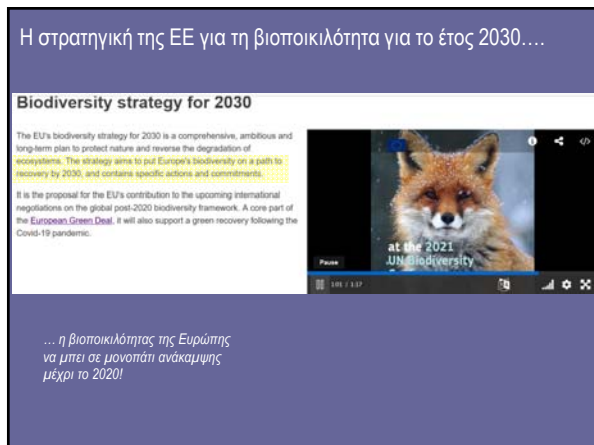 Η στρατηγική της ΕΕ για τη βιοποικιλότητα για το έτος 2030….
Biodiversity strategy for 2030
The EU's biodiversity strategy for 2030 is a comprehensive, ambitious and
long-term plan to protect nature and reverse the degradation of
ecosystems. The strategy aims to put Europe's biodiversity on a path to
recovery by 2030, and contains specific actions and commitments.
It is the proposal for the EU's contribution to the upcoming international
negotiations on the global post-2020 biodiversity framework. A core part of
the European Green Deal, it will also support a green recovery following the
Covid-19 pandemic.
at the 2021
UN Biodiversity
Pause
1:01 / 1:37
… η βιοποικιλότητας της Ευρώπης
να μπει σε μονοπάτι ανάκαμψης
μέχρι το 2020!